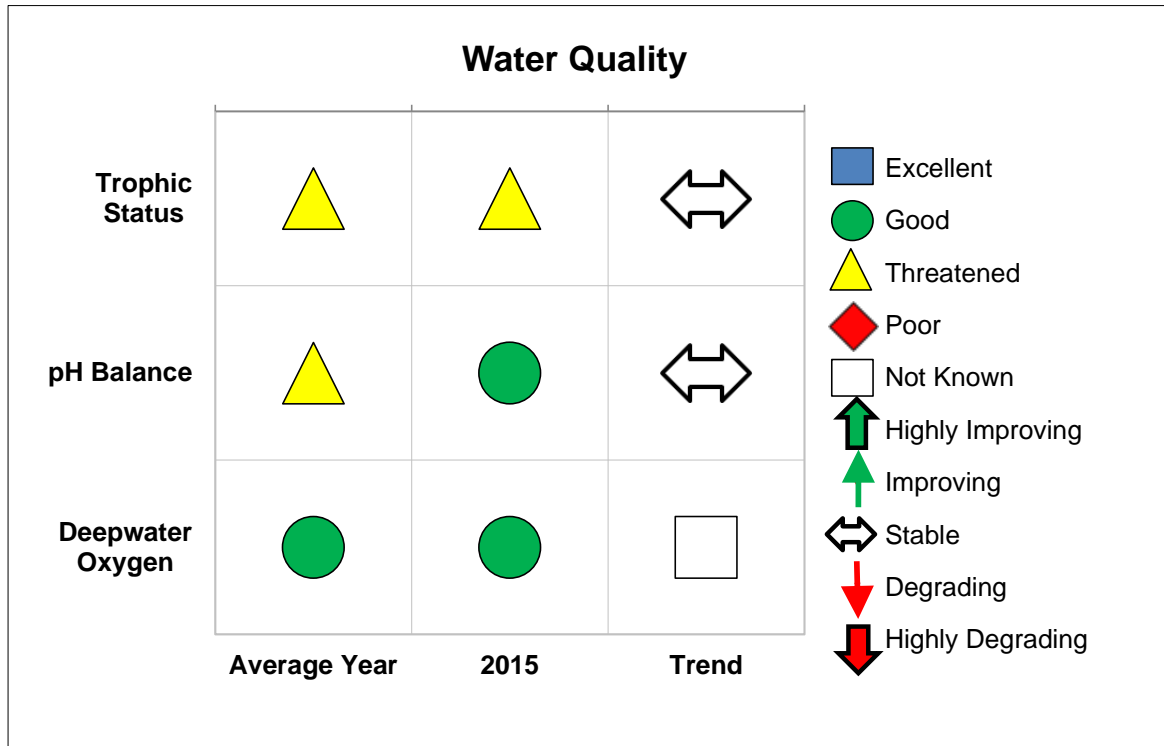 Water Quality
Trophic
Status
pH Balance
Deepwater
Oxygen
Average Year
2015
Trend
Excellent
Good
Threatened
Poor
Not Known
Highly Improving
Improving
Stable
Degrading
Highly Degrading